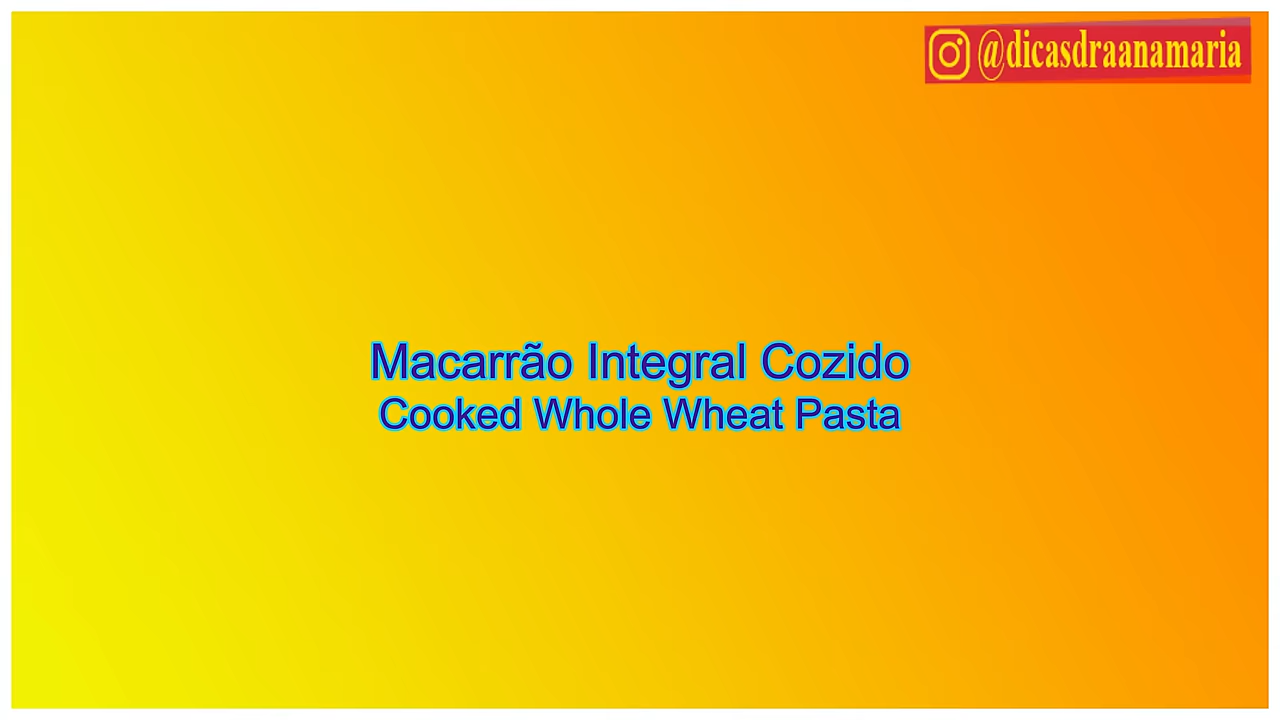 @dicasdraanamaria
Macarrão Integral Cozido
Cooked Whole Wheat Pasta